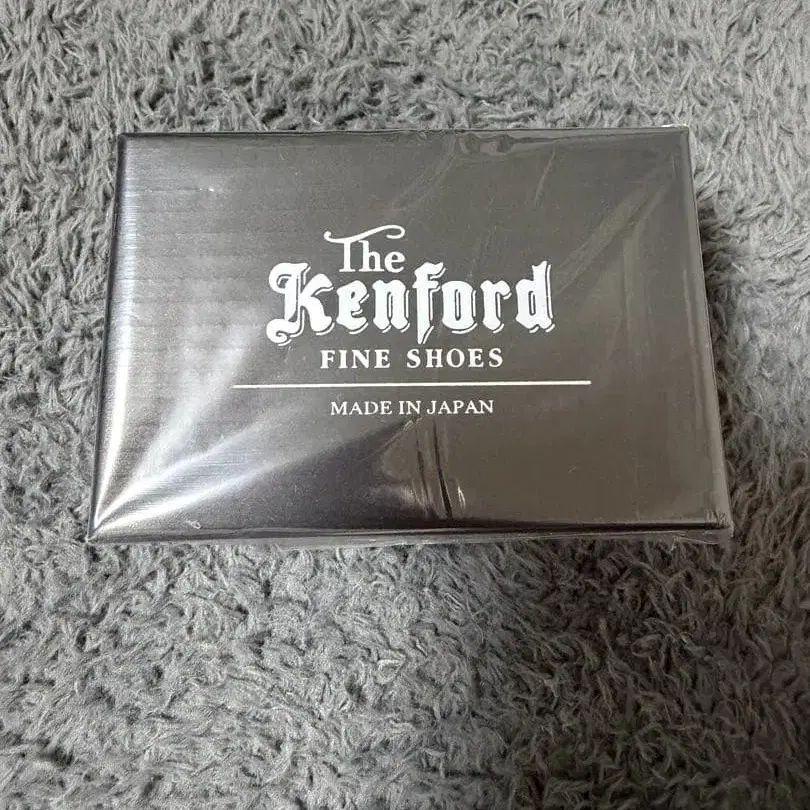 The
Kenford
FINE SHOES
MADE IN JAPAN